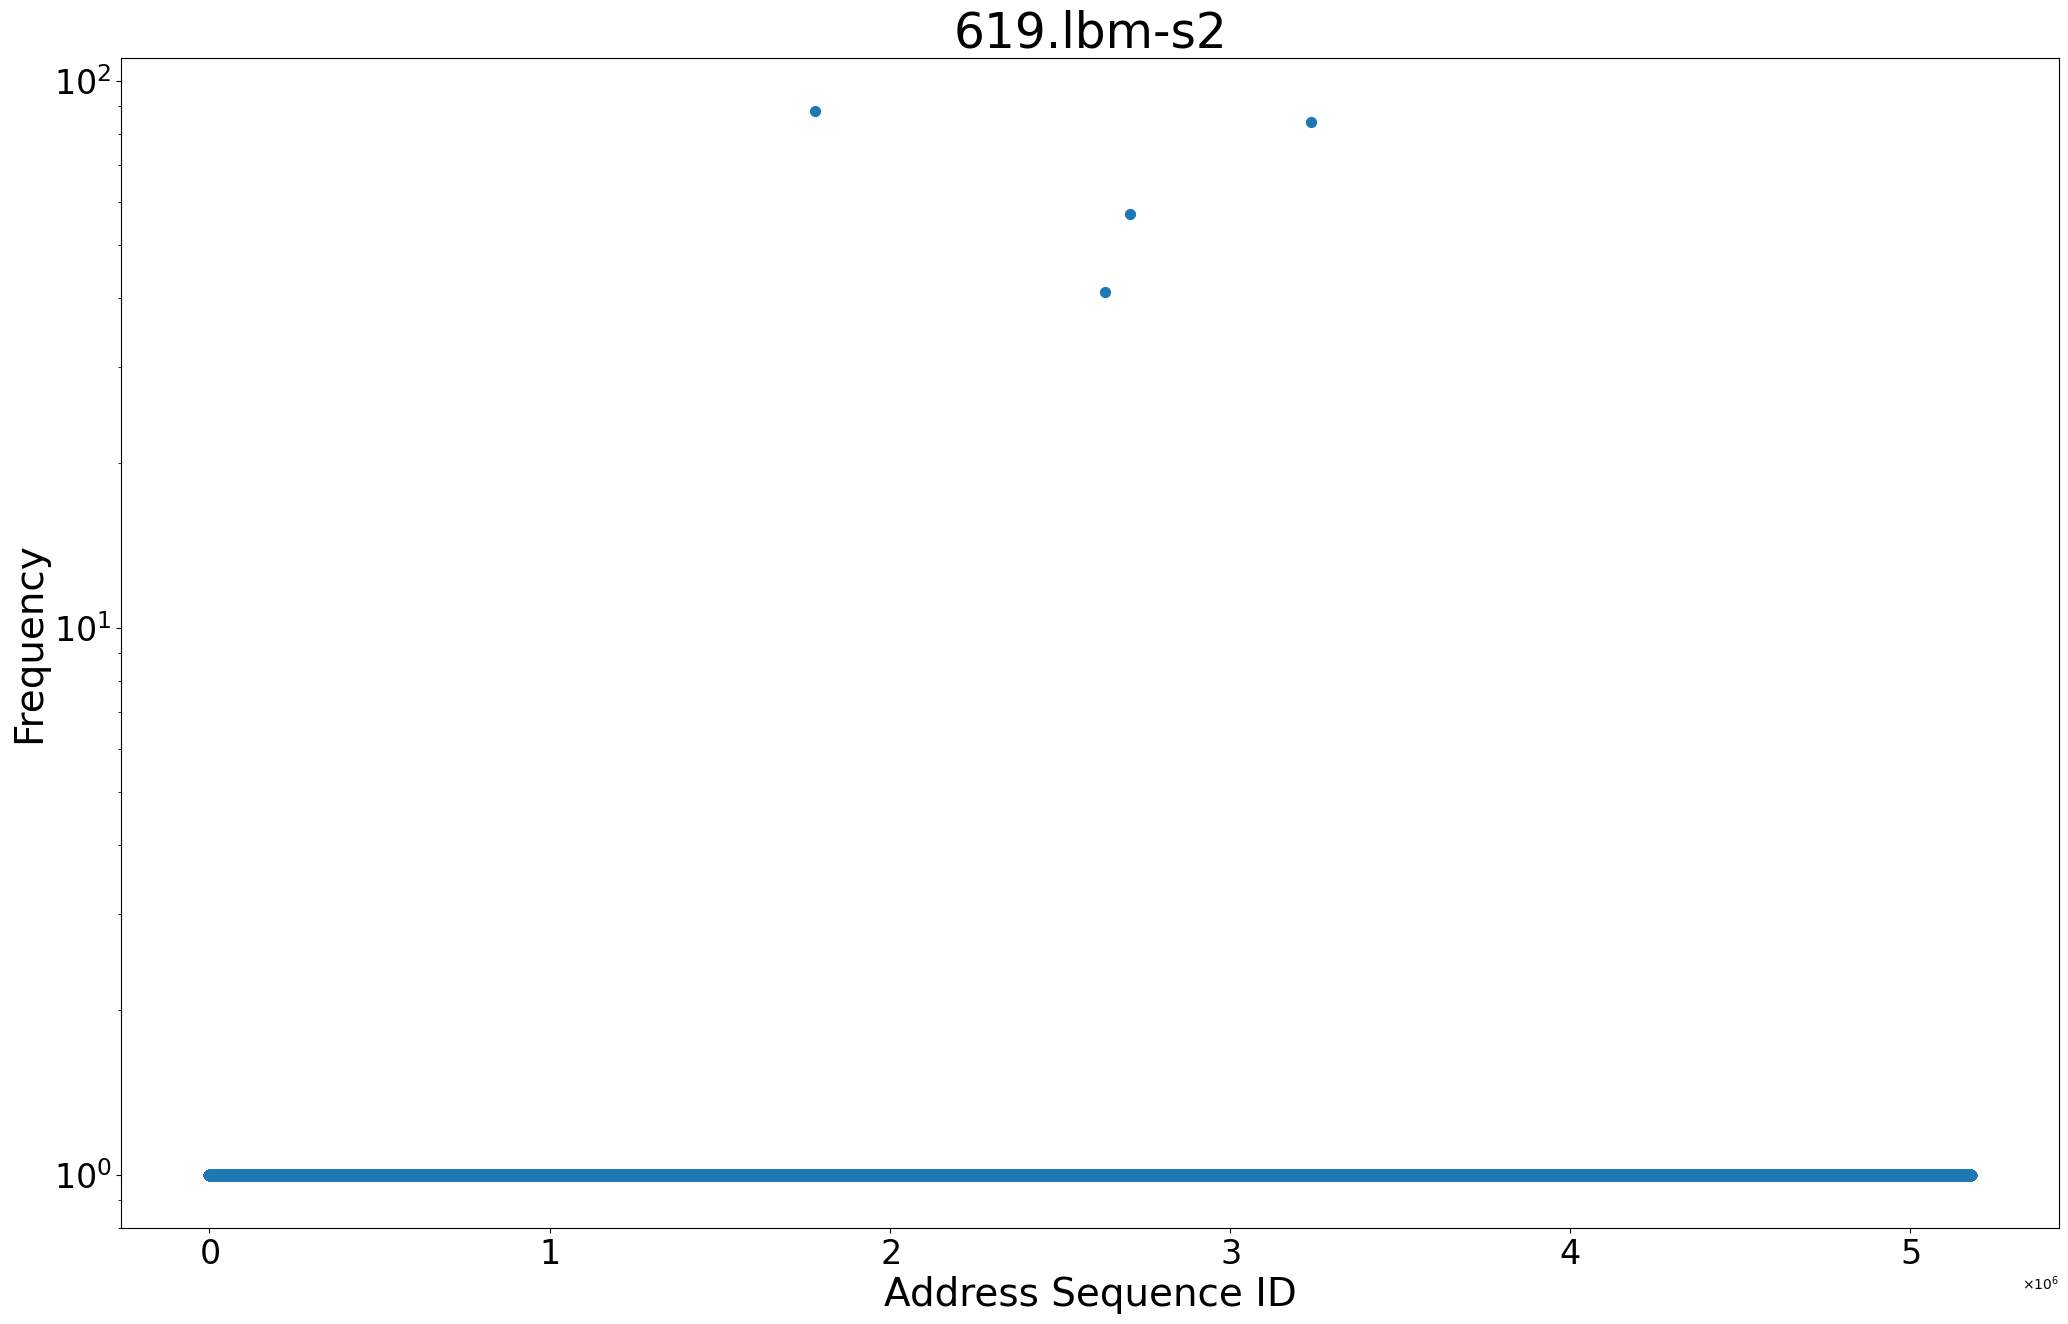 619.lbm-s2
10²
10¹
10⁰
Frequency
0 1 2 3 4 5
×10⁶
Address Sequence ID